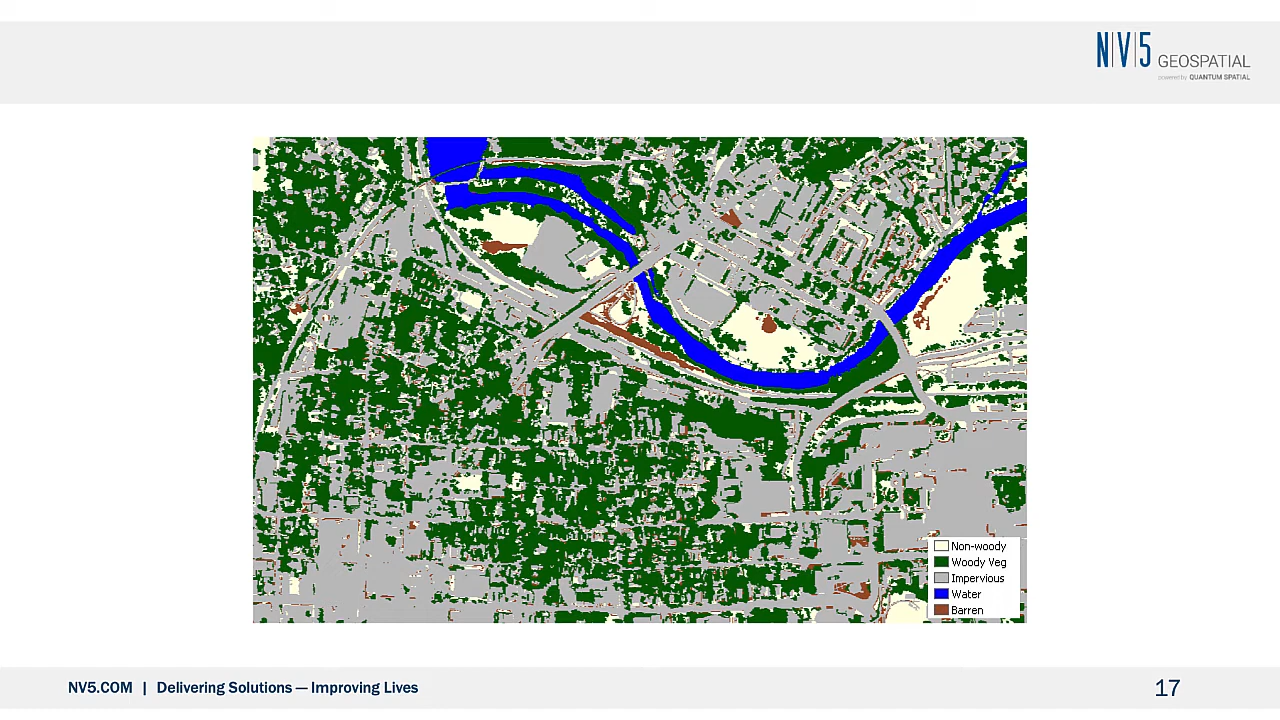 N|V|5 GEOSPATIAL
powered by QUANTUM SPATIAL
Non-woody
Woody Veg
Impervious
Water
Barren
NV5.COM | Delivering Solutions — Improving Lives
17